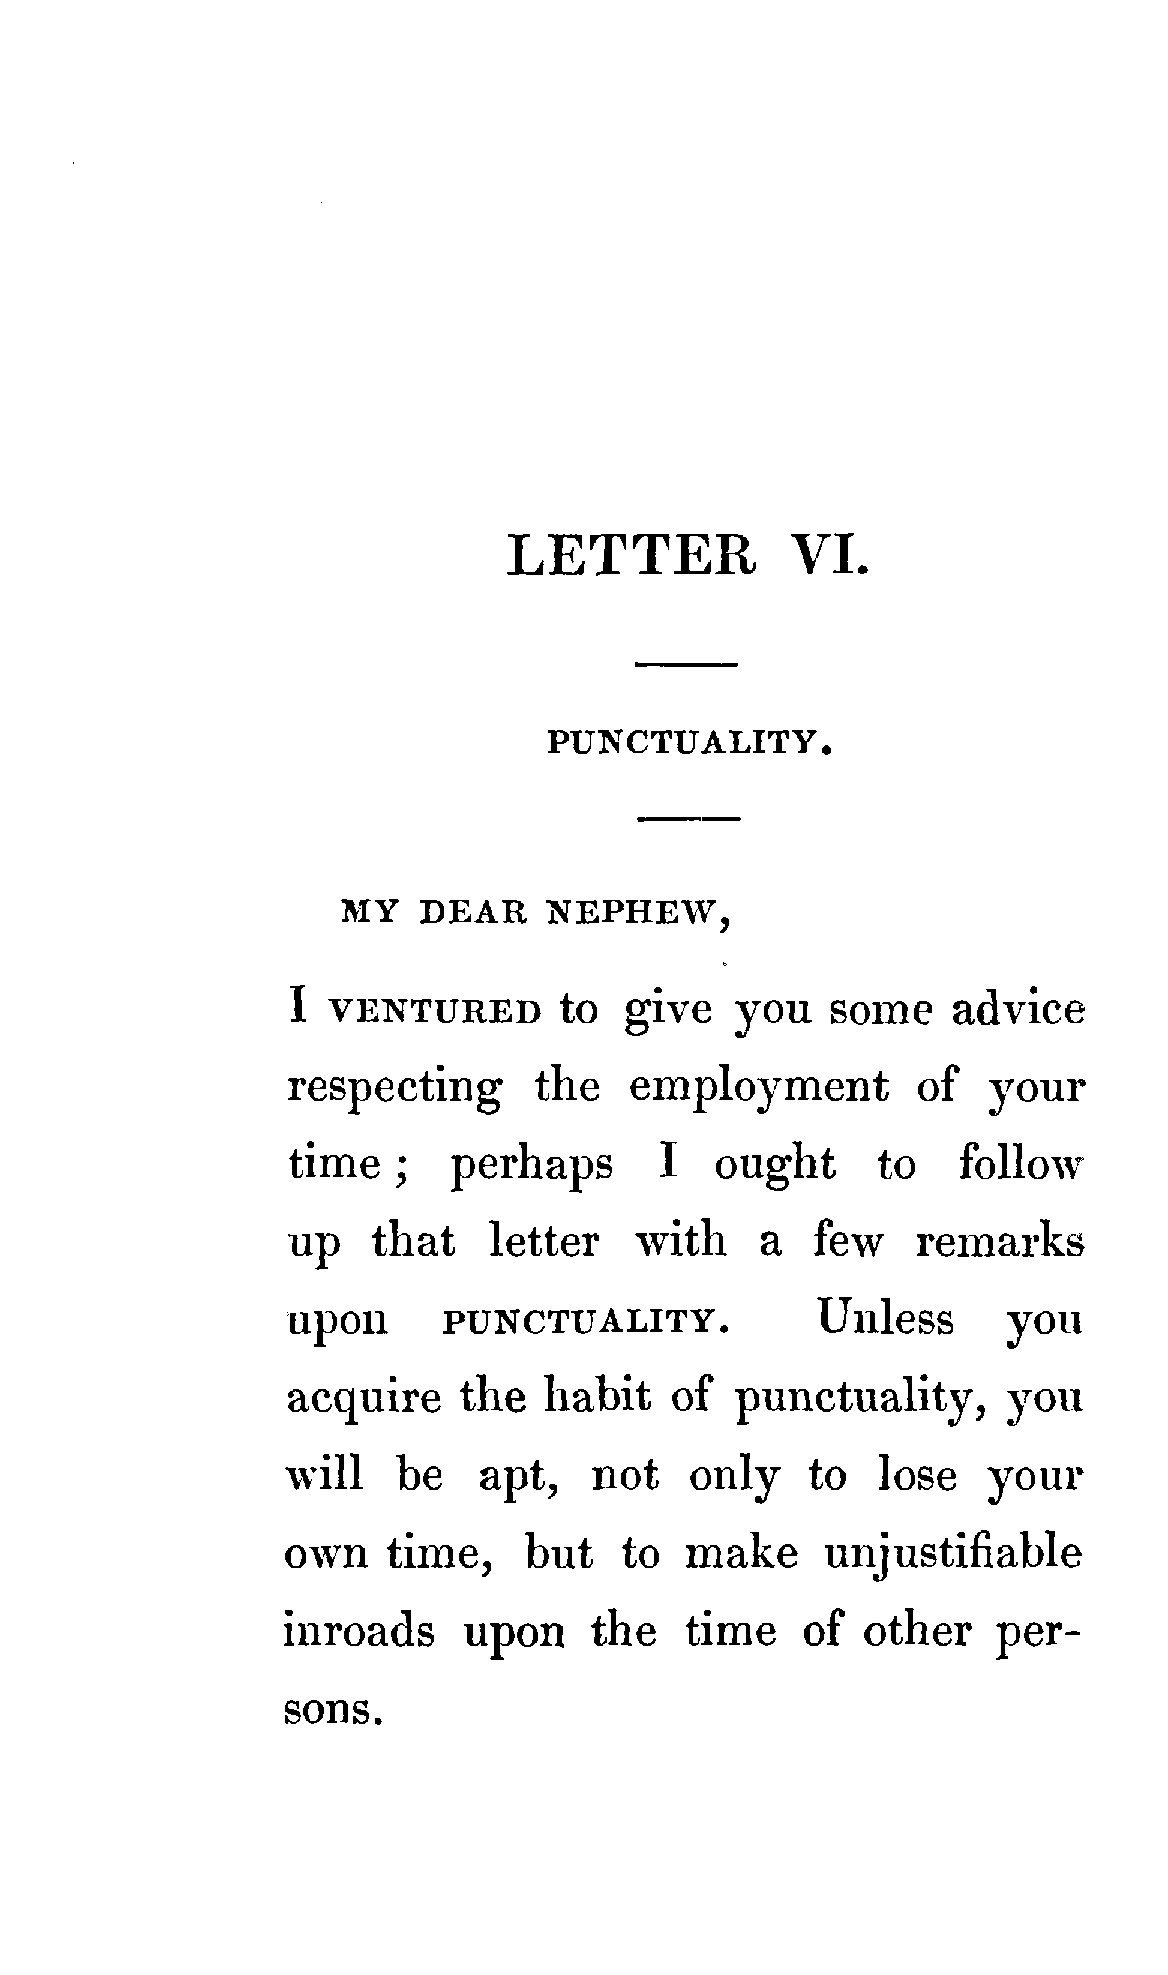 LETTER VI.
PUNCTUALITY.
MY DEAR NEPHEW,
I VENTURED to give you some advice
respecting the employment of your
time ; perhaps I ought to follow
up that letter with a few remarks
upon PUNCTUALITY. Unless you
acquire the habit of punctuality, you
will be apt, not only to lose your
own time, but to make unjustifiable
inroads upon the time of other per-
sons.